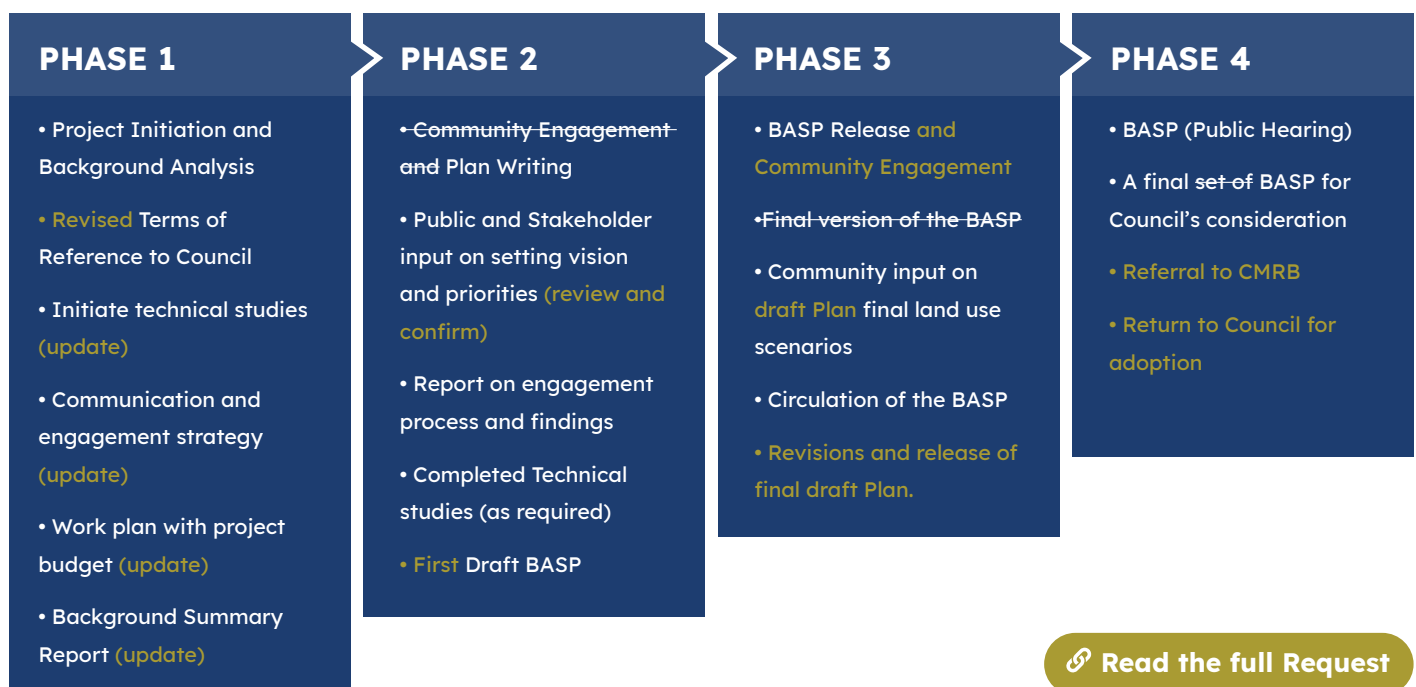 PHASE 1
• Project Initiation and
Background Analysis
• Revised Terms of
Reference to Council
• Initiate technical studies
(update)
• Communication and
engagement strategy
(update)
• Work plan with project
budget (update)
• Background Summary
Report (update)
PHASE 2
• Community Engagement
and Plan Writing
• Public and Stakeholder
input on setting vision
and priorities (review and
confirm)
• Report on engagement
process and findings
• Completed Technical
studies (as required)
• First Draft BASP
PHASE 3
• BASP Release and
Community Engagement
•Final version of the BASP
• Community input on
draft Plan final land use
scenarios
• Circulation of the BASP
• Revisions and release of
final draft Plan.
PHASE 4
• BASP (Public Hearing)
• A final set of BASP for
Council’s consideration
• Referral to CMRB
• Return to Council for
adoption
Read the full Request